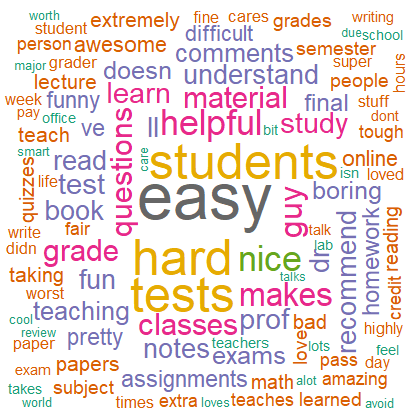 worth
extremely
fine
cares
grades
writing
student
due
school
person
awesome
difficult
comments
semester
super
hours
major
grader
doesn
understand
people
lecture
learn
material
final
stuff
week
funny
ve
ll
helpful
bit
study
dont
pay
office
tough
teach
questions
care
students
isn
online
smart
read
loved
quizzes
life
test
easy
guy
boring
book
write
fair
talk
recommend
homework
credit
reading
didn
grade
hard
nice
dr
lab
taking
fun
tests
talks
makes
worst
teaching
classes
prof
bad
highly
cool
review
pretty
teachers
love
lots
feel
paper
notes
exams
pass
day
exam
papers
assignments
math
alot
amazing
takes
subject
world
times
extra
loves
teaches
learned
avoid